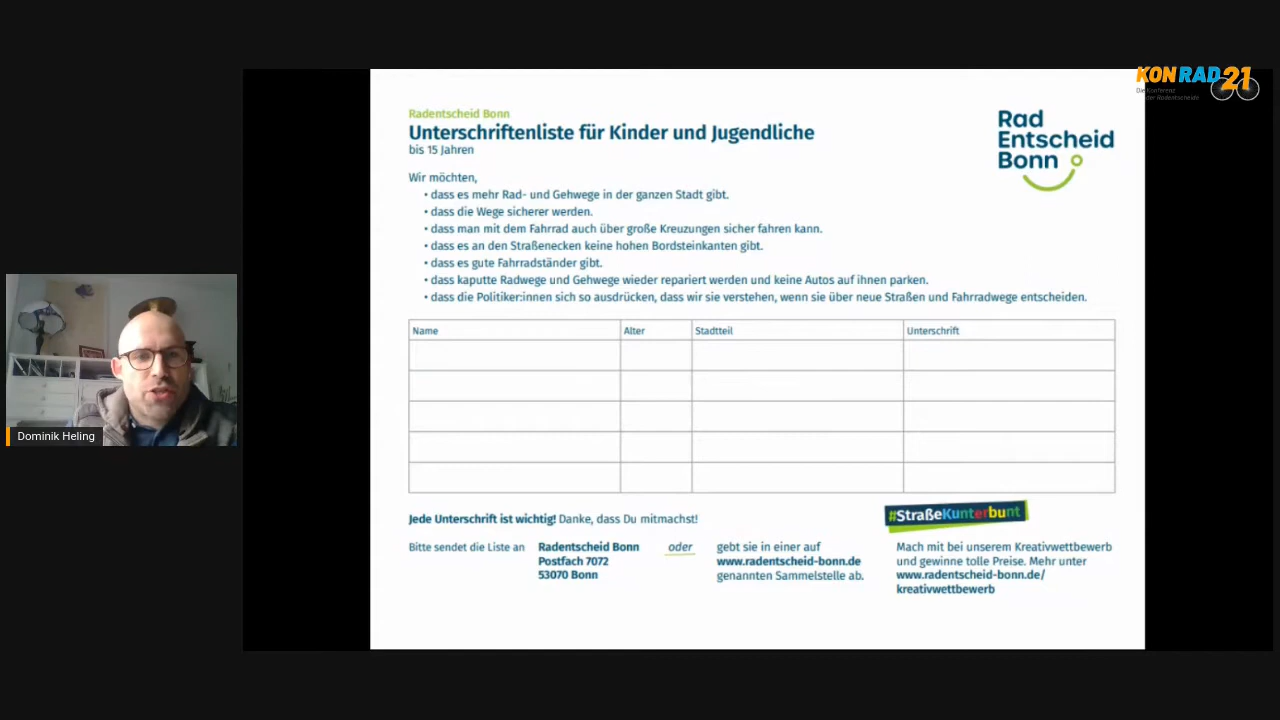 KONRAD21
Die Konferenz
der Radentscheide
Radentscheid Bonn
Unterschriftenliste für Kinder und Jugendliche
bis 15 Jahren
Rad
Entscheid
Bonn
Wir möchten,
• dass es mehr Rad- und Gehwege in der ganzen Stadt gibt.
• dass die Wege sicherer werden.
• dass man mit dem Fahrrad auch über große Kreuzungen sicher fahren kann.
• dass es an den Straßenecken keine hohen Bordsteinkanten gibt.
• dass es gute Fahrradständer gibt.
• dass kaputte Radwege und Gehwege wieder repariert werden und keine Autos auf ihnen parken.
• dass die Politiker:innen sich so ausdrücken, dass wir sie verstehen, wenn sie über neue Straßen und Fahrradwege entscheiden.
Name Alter Stadtteil Unterschrift
Dominik Heling
Jede Unterschrift ist wichtig! Danke, dass Du mitmachst!
Bitte sendet die Liste an
Radentscheid Bonn
Postfach 7072
53070 Bonn
oder
gebt sie in einer auf
www.radentscheid-bonn.de
genannten Sammelstelle ab.
#StraßeKunterbunt
Mach mit bei unserem Kreativwettbewerb
und gewinne tolle Preise. Mehr unter
www.radentscheid-bonn.de/
kreativwettbewerb